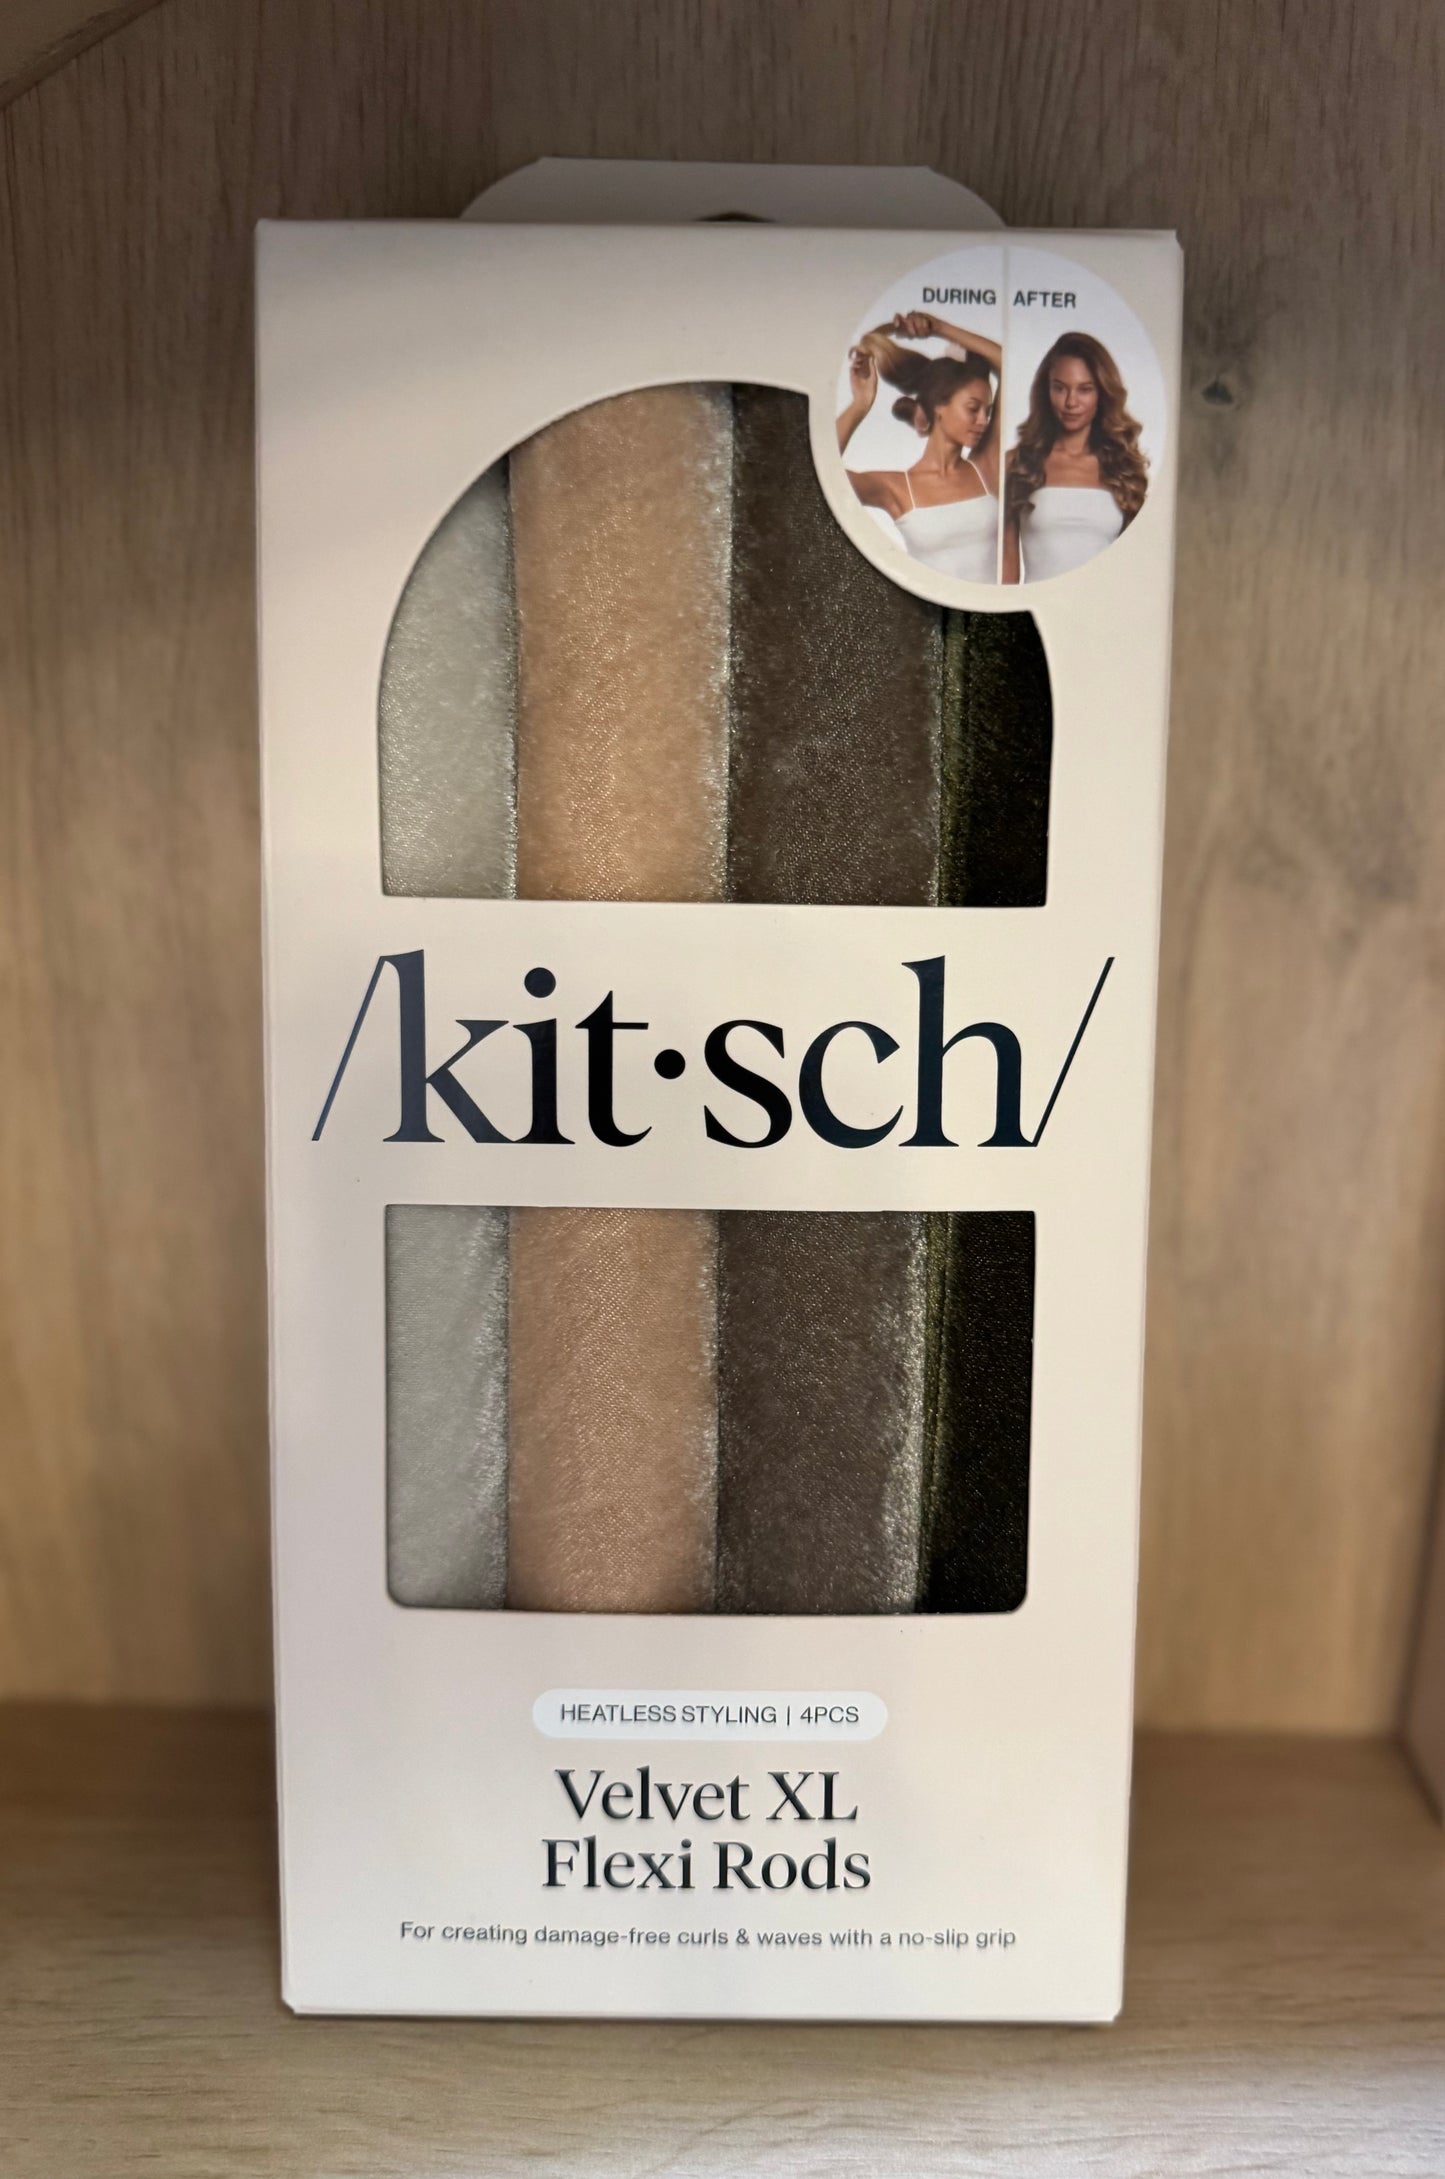 DURING AFTER
/kit·sch/
HEATLESS STYLING | 4PCS
Velvet XL
Flexi Rods
For creating damage-free curls & waves with a no-slip grip